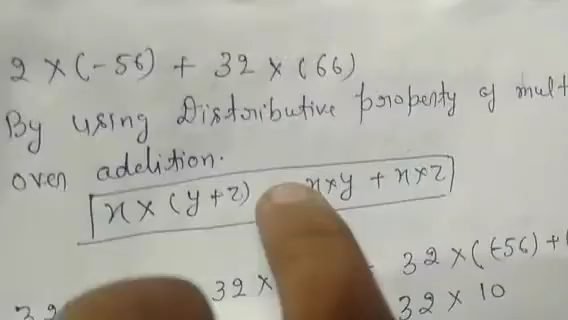 2 × (-56) + 32 × (66)
By using Distributive property of mult
over addition.
x × (y+z) x×y + x×z
32 × 32 × (-56) +
32 × 10